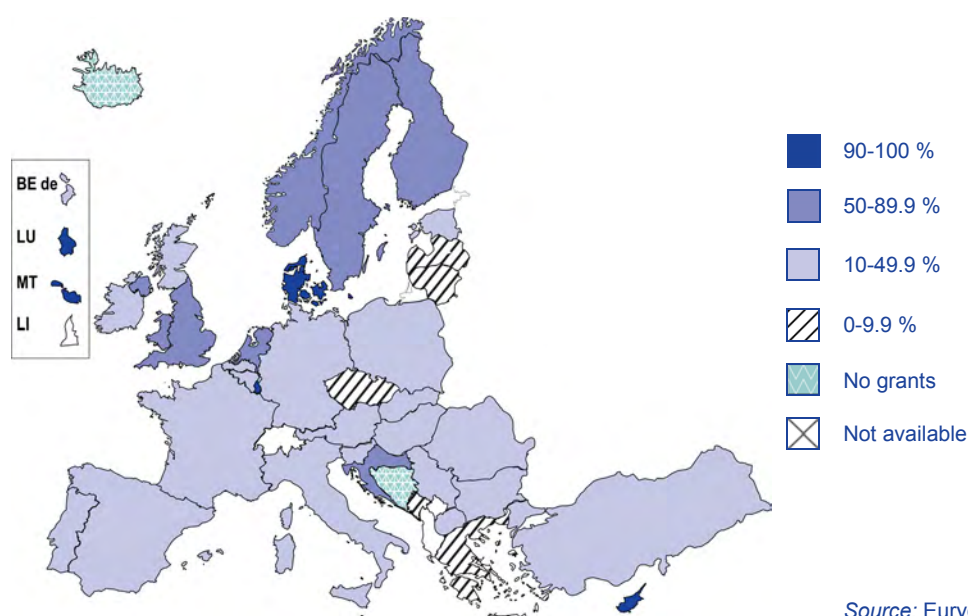 BE de
LU
MT
LI
90-100 %
50-89.9 %
10-49.9 %
0-9.9 %
No grants
Not available
Source: